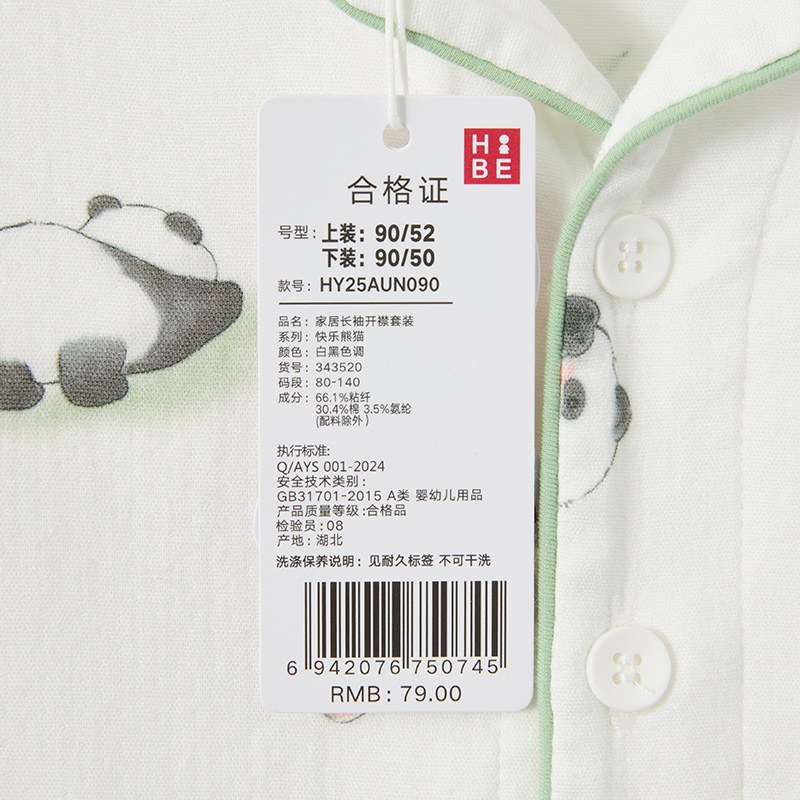 H
BE
合格证
号型：上装：90/52
下装：90/50
款号：HY25AUN090
品名：家居长袖开襟套装
系列：快乐熊猫
颜色：白黑色调
货号：343520
码段：80-140
成分：66.1%粘纤
30.4%棉 3.5%氨纶
(配料除外)
执行标准:
Q/AYS 001-2024
安全技术类别：
GB31701-2015 A类 婴幼儿用品
产品质量等级:合格品
检验员:08
产地：湖北
洗涤保养说明：见耐久标签 不可干洗
6 942076 750745
RMB：79.00